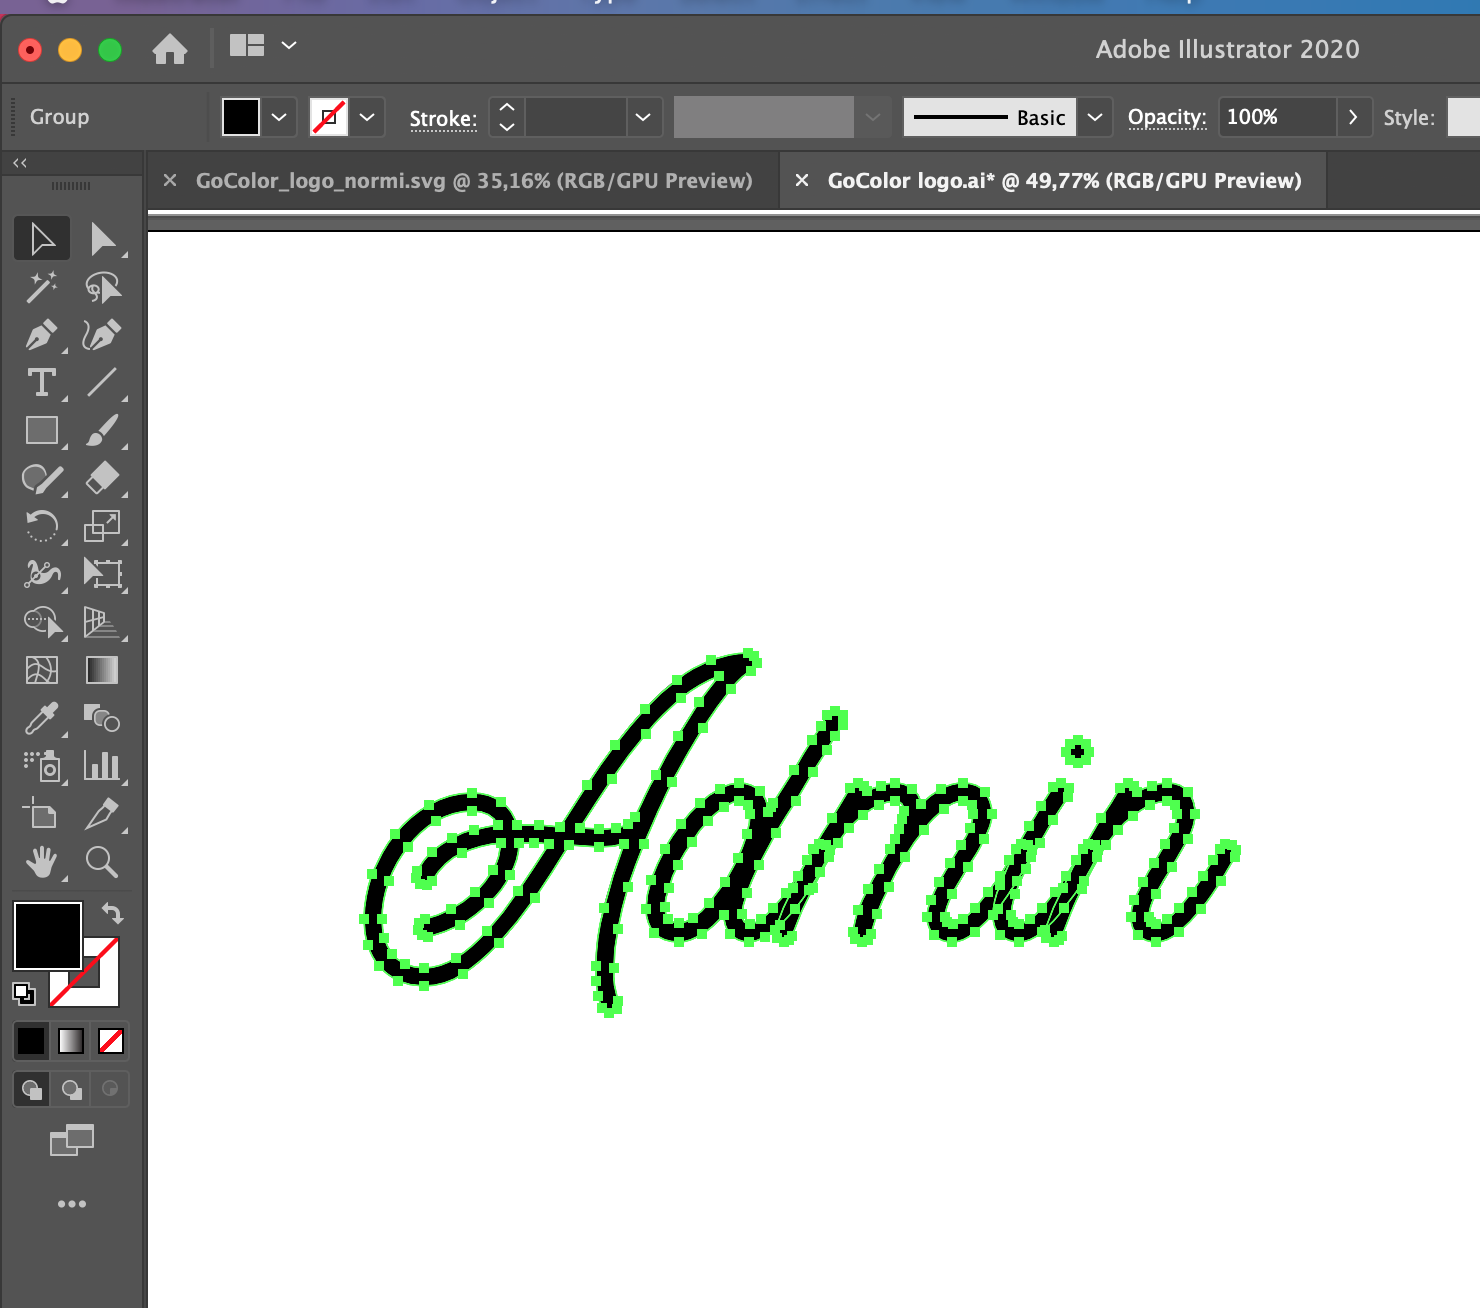 Adobe Illustrator 2020
Group
Stroke:
Basic
Opacity:
100%
Style:
GoColor_logo_normi.svg @ 35,16% (RGB/GPU Preview)
GoColor logo.ai* @ 49,77% (RGB/GPU Preview)
Admin